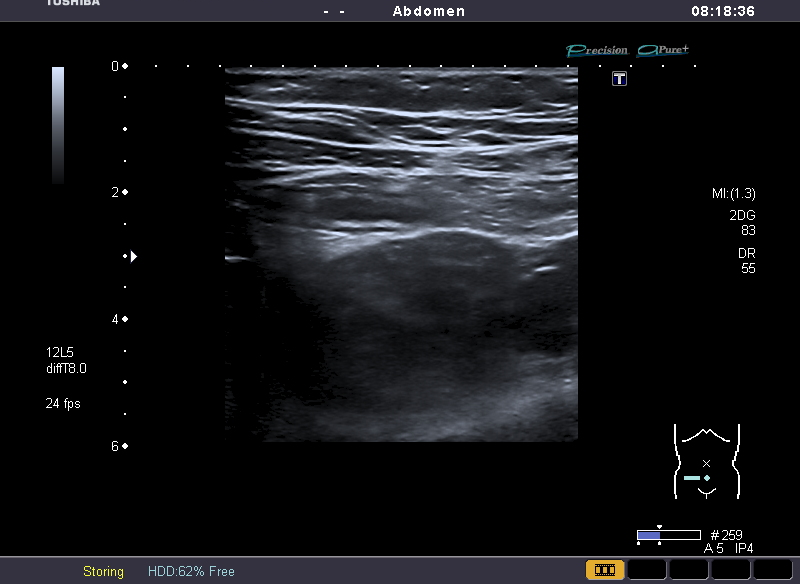 TOSHIBA
- -
Abdomen
08:18:36
Precision APure+
T
0
2
4
6
MI:(1.3)
2DG
83
DR
55
12L5
diffT8.0
24 fps
#259
A 5 IP4
Storing HDD:62% Free